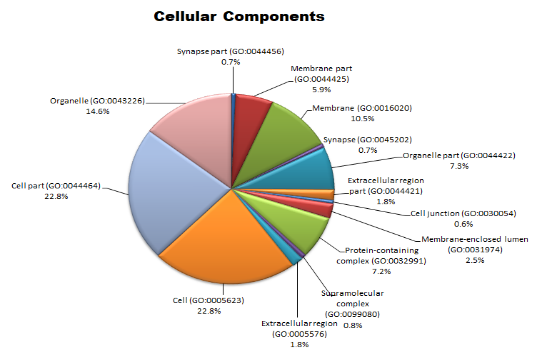 Cellular Components
Synapse part (GO:0044456)
0.7%
Membrane part
(GO:0044425)
5.9%
Membrane (GO:0016020)
10.5%
Synapse (GO:0045202)
0.7%
Organelle part (GO:0044422)
7.3%
Extracellular region
part (GO:0044421)
1.8%
Cell junction (GO:0030054)
0.6%
Membrane-enclosed lumen
(GO:0031974)
2.5%
Protein-containing
complex (GO:0032991)
7.2%
Supramolecular
complex
(GO:0099080)
0.8%
Extracellular region
(GO:0005576)
1.8%
Cell (GO:0005623)
22.8%
Cell part (GO:0044464)
22.8%
Organelle (GO:0043226)
14.6%